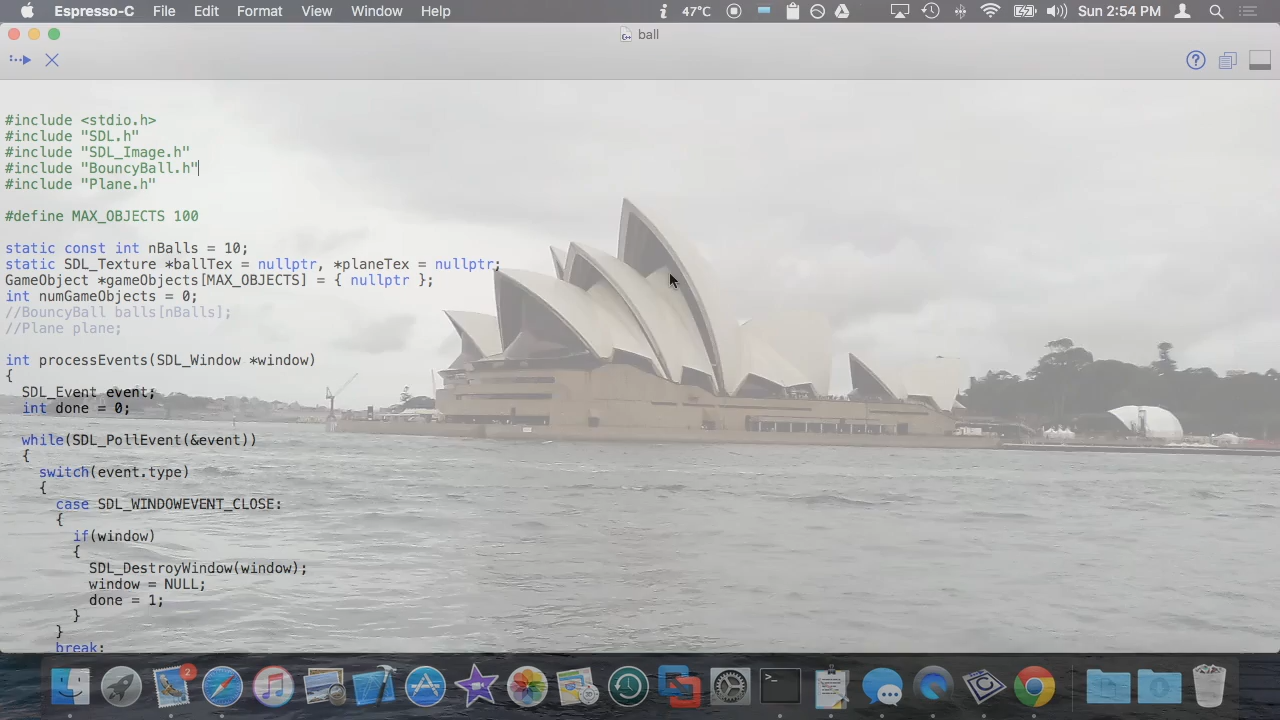 Espresso-C File Edit Format View Window Help 47°C Sun 2:54 PM
ball
#include <stdio.h>
#include "SDL.h"
#include "SDL_Image.h"
#include "BouncyBall.h"
#include "Plane.h"
#define MAX_OBJECTS 100
static const int nBalls = 10;
static SDL_Texture *ballTex = nullptr, *planeTex = nullptr;
GameObject *gameObjects[MAX_OBJECTS] = { nullptr };
int numGameObjects = 0;
//BouncyBall balls[nBalls];
//Plane plane;
int processEvents(SDL_Window *window)
{
SDL_Event event;
int done = 0;
while(SDL_PollEvent(&event))
{
switch(event.type)
{
case SDL_WINDOWEVENT_CLOSE:
{
if(window)
{
SDL_DestroyWindow(window);
window = NULL;
done = 1;
}
}
break;
2